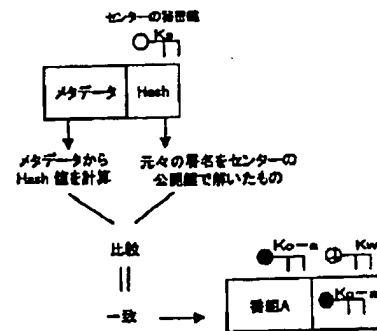 センターの秘密鍵
Ks
メタデータ Hash
メタデータから
Hash 値を計算
元々の署名をセンターの
公開鍵で解いたもの
比較
||
一致
Ko-a Kw
番組A Ko-a